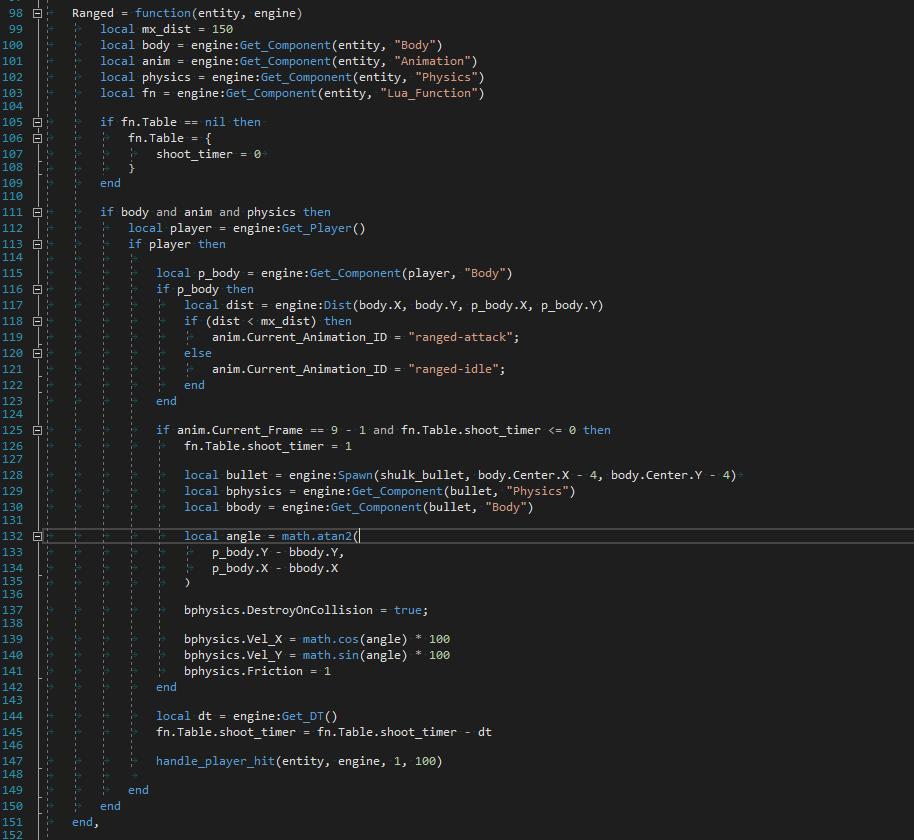 98 Ranged = function(entity, engine)
99 local mx_dist = 150
100 local body = engine:Get_Component(entity, "Body")
101 local anim = engine:Get_Component(entity, "Animation")
102 local physics = engine:Get_Component(entity, "Physics")
103 local fn = engine:Get_Component(entity, "Lua_Function")
104
105 if fn.Table == nil then
106 fn.Table = {
107 shoot_timer = 0
108 }
109 end
110
111 if body and anim and physics then
112 local player = engine:Get_Player()
113 if player then
114
115 local p_body = engine:Get_Component(player, "Body")
116 if p_body then
117 local dist = engine:Dist(body.X, body.Y, p_body.X, p_body.Y)
118 if (dist < mx_dist) then
119 anim.Current_Animation_ID = "ranged-attack";
120 else
121 anim.Current_Animation_ID = "ranged-idle";
122 end
123 end
124
125 if anim.Current_Frame == 9 - 1 and fn.Table.shoot_timer <= 0 then
126 fn.Table.shoot_timer = 1
127
128 local bullet = engine:Spawn(shulk_bullet, body.Center.X - 4, body.Center.Y - 4)
129 local bphysics = engine:Get_Component(bullet, "Physics")
130 local bbody = engine:Get_Component(bullet, "Body")
131
132 local angle = math.atan2(
133 p_body.Y - bbody.Y,
134 p_body.X - bbody.X
135 )
136
137 bphysics.DestroyOnCollision = true;
138
139 bphysics.Vel_X = math.cos(angle) * 100
140 bphysics.Vel_Y = math.sin(angle) * 100
141 bphysics.Friction = 1
142 end
143
144 local dt = engine:Get_DT()
145 fn.Table.shoot_timer = fn.Table.shoot_timer - dt
146
147 handle_player_hit(entity, engine, 1, 100)
148
149 end
150 end
151 end,
152